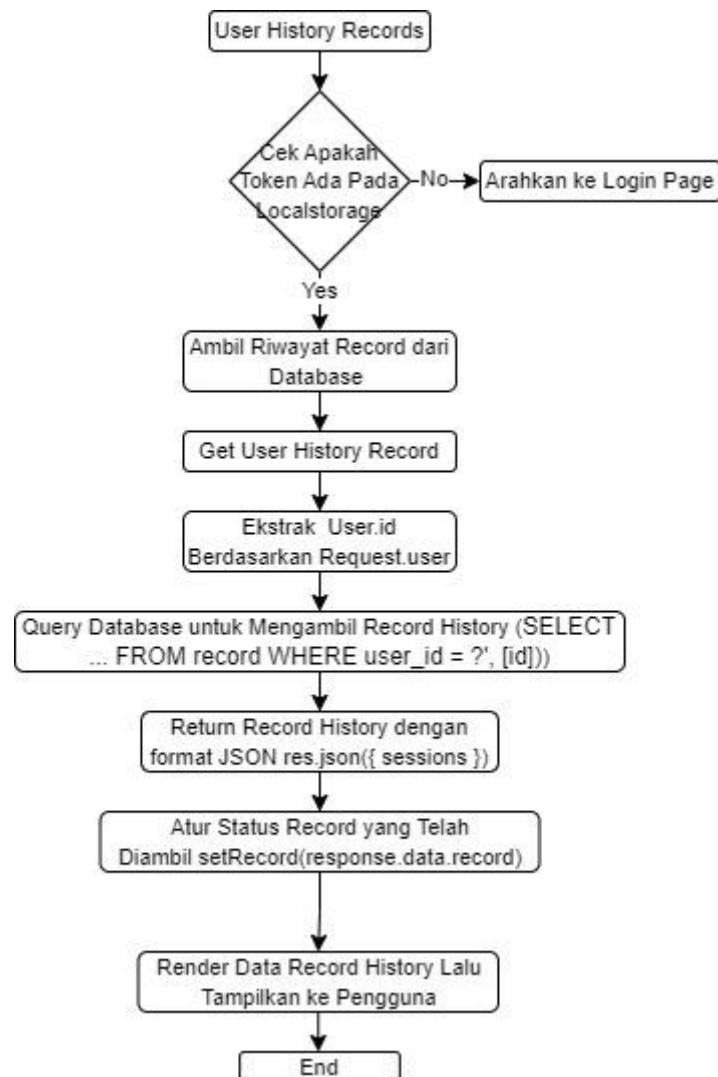 User History Records
Cek Apakah
Token Ada Pada
Localstorage
No
Arahkan ke Login Page
Yes
Ambil Riwayat Record dari
Database
Get User History Record
Ekstrak User.id
Berdasarkan Request.user
Query Database untuk Mengambil Record History (SELECT
... FROM record WHERE user_id = ?', [id]))
Return Record History dengan
format JSON res.json({ sessions })
Atur Status Record yang Telah
Diambil setRecord(response.data.record)
Render Data Record History Lalu
Tampilkan ke Pengguna
End